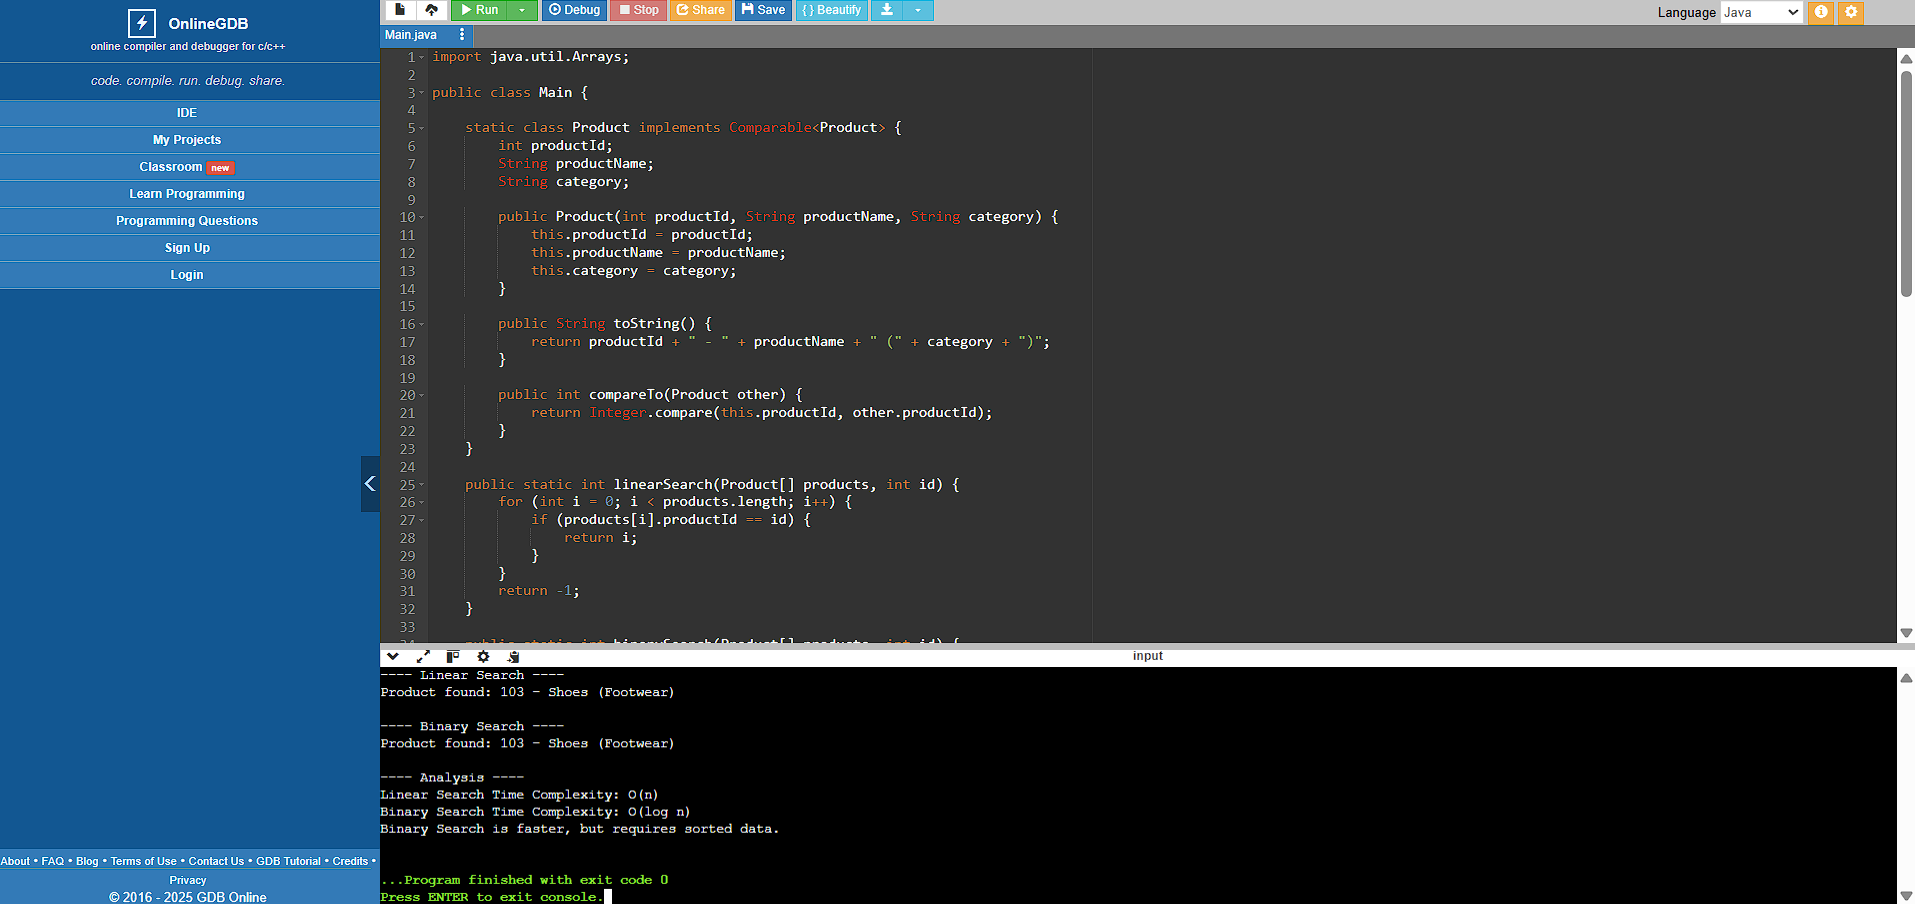 OnlineGDB
online compiler and debugger for c/c++
code. compile. run. debug. share.
IDE
My Projects
Classroom new
Learn Programming
Programming Questions
Sign Up
Login
About • FAQ • Blog • Terms of Use • Contact Us • GDB Tutorial • Credits •
Privacy
© 2016 - 2025 GDB Online
Run Debug Stop Share Save { } Beautify
Language Java
Main.java
1 import java.util.Arrays;
2
3 public class Main {
4
5 static class Product implements Comparable<Product> {
6 int productId;
7 String productName;
8 String category;
9
10 public Product(int productId, String productName, String category) {
11 this.productId = productId;
12 this.productName = productName;
13 this.category = category;
14 }
15
16 public String toString() {
17 return productId + " - " + productName + " (" + category + ")";
18 }
19
20 public int compareTo(Product other) {
21 return Integer.compare(this.productId, other.productId);
22 }
23 }
24
25 public static int linearSearch(Product[] products, int id) {
26 for (int i = 0; i < products.length; i++) {
27 if (products[i].productId == id) {
28 return i;
29 }
30 }
31 return -1;
32 }
33
34 public static int binarySearch(Product[] products, int id) {
input
---- Linear Search ----
Product found: 103 - Shoes (Footwear)
---- Binary Search ----
Product found: 103 - Shoes (Footwear)
---- Analysis ----
Linear Search Time Complexity: O(n)
Binary Search Time Complexity: O(log n)
Binary Search is faster, but requires sorted data.
...Program finished with exit code 0
Press ENTER to exit console.